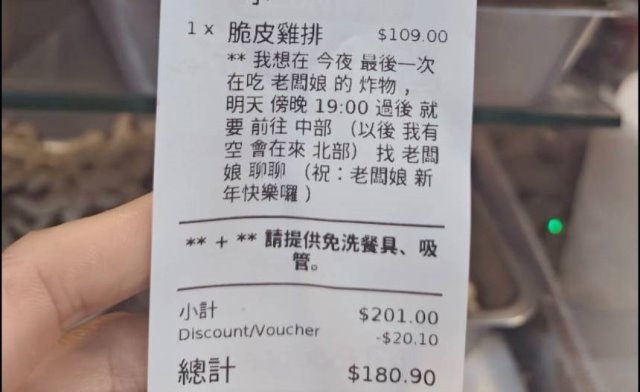 1 x 脆皮雞排 $109.00
** 我想在 今夜 最後一次
在吃 老闆娘 的 炸物 ,
明天 傍晚 19:00 過後 就
要 前往 中部 （以後 我有
空 會在來 北部） 找 老闆
娘 聊聊 （祝：老闆娘 新
年快樂囉 ）
** + ** 請提供免洗餐具、吸
管。
小計 $201.00
Discount/Voucher -$20.10
總計 $180.90